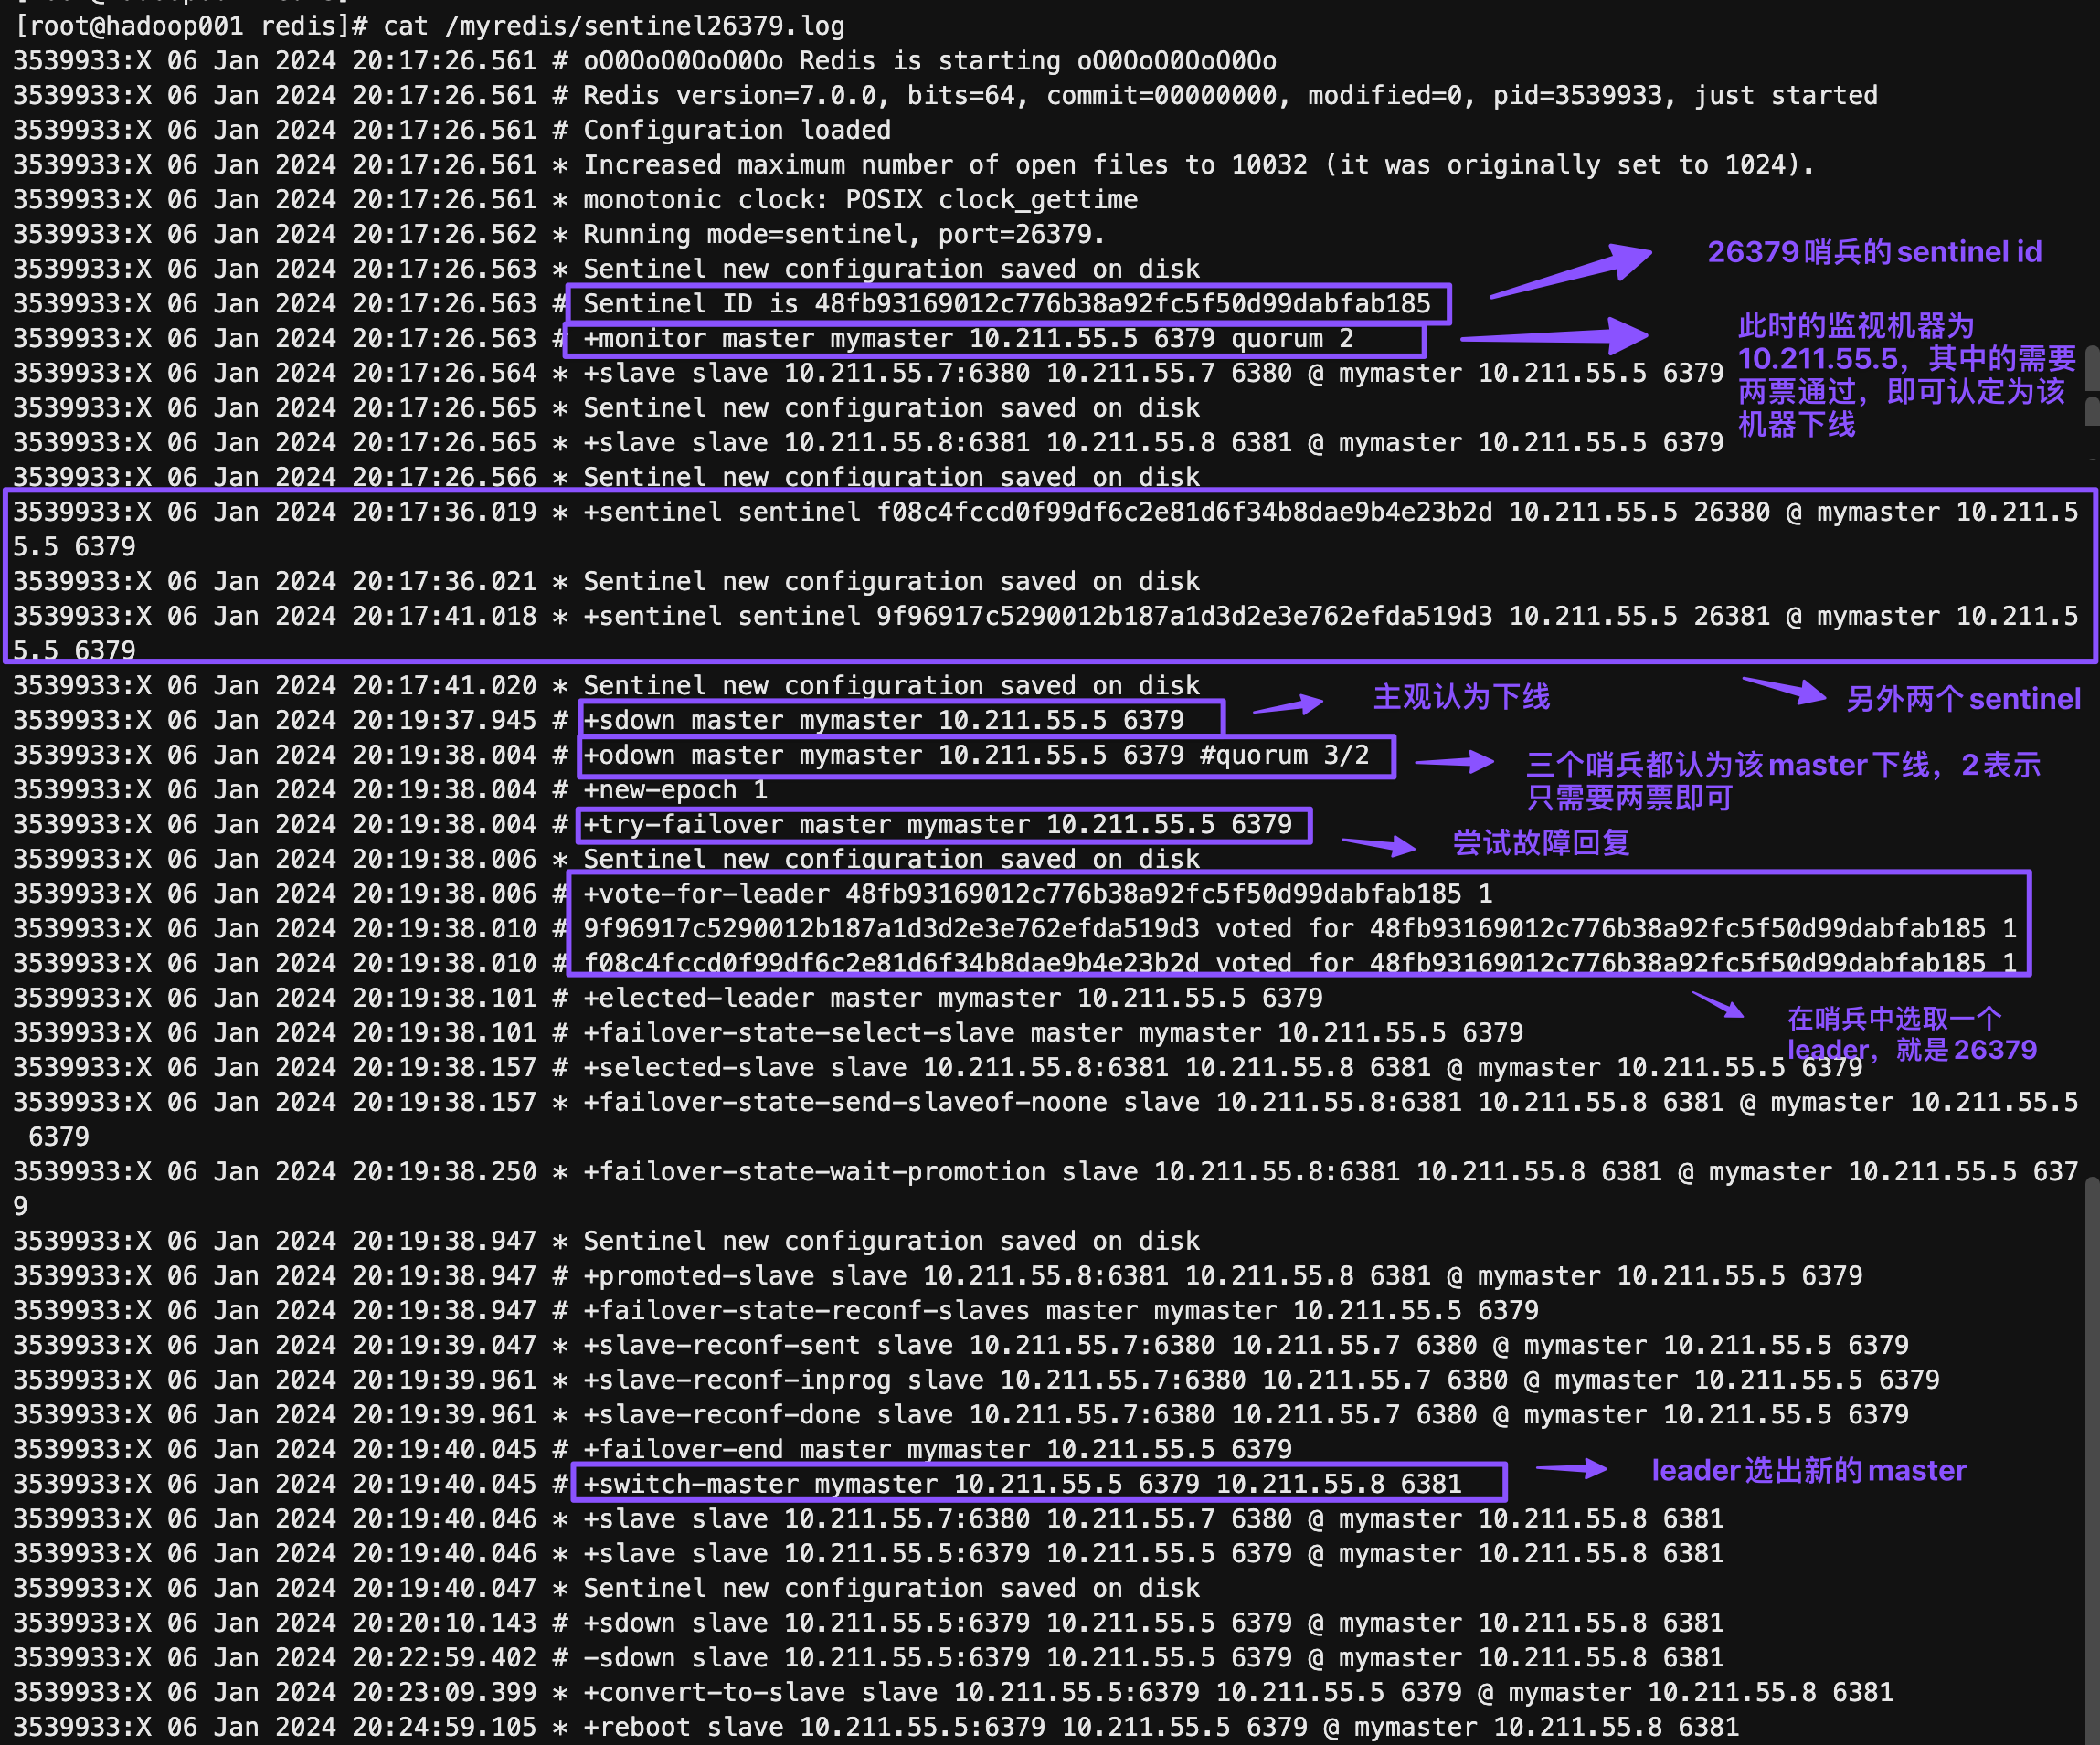 [root@hadoop001 redis]# cat /myredis/sentinel26379.log
3539933:X 06 Jan 2024 20:17:26.561 # oO0OoO0OoO0Oo Redis is starting oO0OoO0OoO0Oo
3539933:X 06 Jan 2024 20:17:26.561 # Redis version=7.0.0, bits=64, commit=00000000, modified=0, pid=3539933, just started
3539933:X 06 Jan 2024 20:17:26.561 # Configuration loaded
3539933:X 06 Jan 2024 20:17:26.561 * Increased maximum number of open files to 10032 (it was originally set to 1024).
3539933:X 06 Jan 2024 20:17:26.561 * monotonic clock: POSIX clock_gettime
3539933:X 06 Jan 2024 20:17:26.562 * Running mode=sentinel, port=26379.
26379哨兵的sentinel id
3539933:X 06 Jan 2024 20:17:26.563 * Sentinel new configuration saved on disk
3539933:X 06 Jan 2024 20:17:26.563 # Sentinel ID is 48fb93169012c776b38a92fc5f50d99dabfab185
3539933:X 06 Jan 2024 20:17:26.563 # +monitor master mymaster 10.211.55.5 6379 quorum 2
此时的监视机器为
10.211.55.5，其中的需要
两票通过，即可认定为该
机器下线
3539933:X 06 Jan 2024 20:17:26.564 * +slave slave 10.211.55.7:6380 10.211.55.7 6380 @ mymaster 10.211.55.5 6379
3539933:X 06 Jan 2024 20:17:26.565 * Sentinel new configuration saved on disk
3539933:X 06 Jan 2024 20:17:26.565 * +slave slave 10.211.55.8:6381 10.211.55.8 6381 @ mymaster 10.211.55.5 6379
3539933:X 06 Jan 2024 20:17:26.566 * Sentinel new configuration saved on disk
3539933:X 06 Jan 2024 20:17:36.019 * +sentinel sentinel f08c4fccd0f99df6c2e81d6f34b8dae9b4e23b2d 10.211.55.5 26380 @ mymaster 10.211.5
5.5 6379
3539933:X 06 Jan 2024 20:17:36.021 * Sentinel new configuration saved on disk
3539933:X 06 Jan 2024 20:17:41.018 * +sentinel sentinel 9f96917c5290012b187a1d3d2e3e762efda519d3 10.211.55.5 26381 @ mymaster 10.211.5
5.5 6379
3539933:X 06 Jan 2024 20:17:41.020 * Sentinel new configuration saved on disk
另外两个sentinel
3539933:X 06 Jan 2024 20:19:37.945 # +sdown master mymaster 10.211.55.5 6379
主观认为下线
3539933:X 06 Jan 2024 20:19:38.004 # +odown master mymaster 10.211.55.5 6379 #quorum 3/2
三个哨兵都认为该master下线，2表示
只需要两票即可
3539933:X 06 Jan 2024 20:19:38.004 # +new-epoch 1
3539933:X 06 Jan 2024 20:19:38.004 # +try-failover master mymaster 10.211.55.5 6379
尝试故障回复
3539933:X 06 Jan 2024 20:19:38.006 * Sentinel new configuration saved on disk
3539933:X 06 Jan 2024 20:19:38.006 # +vote-for-leader 48fb93169012c776b38a92fc5f50d99dabfab185 1
3539933:X 06 Jan 2024 20:19:38.010 # 9f96917c5290012b187a1d3d2e3e762efda519d3 voted for 48fb93169012c776b38a92fc5f50d99dabfab185 1
3539933:X 06 Jan 2024 20:19:38.010 # f08c4fccd0f99df6c2e81d6f34b8dae9b4e23b2d voted for 48fb93169012c776b38a92fc5f50d99dabfab185 1
3539933:X 06 Jan 2024 20:19:38.101 # +elected-leader master mymaster 10.211.55.5 6379
3539933:X 06 Jan 2024 20:19:38.101 # +failover-state-select-slave master mymaster 10.211.55.5 6379
在哨兵中选取一个
leader，就是26379
3539933:X 06 Jan 2024 20:19:38.157 # +selected-slave slave 10.211.55.8:6381 10.211.55.8 6381 @ mymaster 10.211.55.5 6379
3539933:X 06 Jan 2024 20:19:38.157 * +failover-state-send-slaveof-noone slave 10.211.55.8:6381 10.211.55.8 6381 @ mymaster 10.211.55.5
6379
3539933:X 06 Jan 2024 20:19:38.250 * +failover-state-wait-promotion slave 10.211.55.8:6381 10.211.55.8 6381 @ mymaster 10.211.55.5 637
9
3539933:X 06 Jan 2024 20:19:38.947 * Sentinel new configuration saved on disk
3539933:X 06 Jan 2024 20:19:38.947 # +promoted-slave slave 10.211.55.8:6381 10.211.55.8 6381 @ mymaster 10.211.55.5 6379
3539933:X 06 Jan 2024 20:19:38.947 # +failover-state-reconf-slaves master mymaster 10.211.55.5 6379
3539933:X 06 Jan 2024 20:19:39.047 * +slave-reconf-sent slave 10.211.55.7:6380 10.211.55.7 6380 @ mymaster 10.211.55.5 6379
3539933:X 06 Jan 2024 20:19:39.961 * +slave-reconf-inprog slave 10.211.55.7:6380 10.211.55.7 6380 @ mymaster 10.211.55.5 6379
3539933:X 06 Jan 2024 20:19:39.961 * +slave-reconf-done slave 10.211.55.7:6380 10.211.55.7 6380 @ mymaster 10.211.55.5 6379
3539933:X 06 Jan 2024 20:19:40.045 # +failover-end master mymaster 10.211.55.5 6379
3539933:X 06 Jan 2024 20:19:40.045 # +switch-master mymaster 10.211.55.5 6379 10.211.55.8 6381
leader选出新的master
3539933:X 06 Jan 2024 20:19:40.046 * +slave slave 10.211.55.7:6380 10.211.55.7 6380 @ mymaster 10.211.55.8 6381
3539933:X 06 Jan 2024 20:19:40.046 * +slave slave 10.211.55.5:6379 10.211.55.5 6379 @ mymaster 10.211.55.8 6381
3539933:X 06 Jan 2024 20:19:40.047 * Sentinel new configuration saved on disk
3539933:X 06 Jan 2024 20:20:10.143 # +sdown slave 10.211.55.5:6379 10.211.55.5 6379 @ mymaster 10.211.55.8 6381
3539933:X 06 Jan 2024 20:22:59.402 # -sdown slave 10.211.55.5:6379 10.211.55.5 6379 @ mymaster 10.211.55.8 6381
3539933:X 06 Jan 2024 20:23:09.399 * +convert-to-slave slave 10.211.55.5:6379 10.211.55.5 6379 @ mymaster 10.211.55.8 6381
3539933:X 06 Jan 2024 20:24:59.105 * +reboot slave 10.211.55.5:6379 10.211.55.5 6379 @ mymaster 10.211.55.8 6381